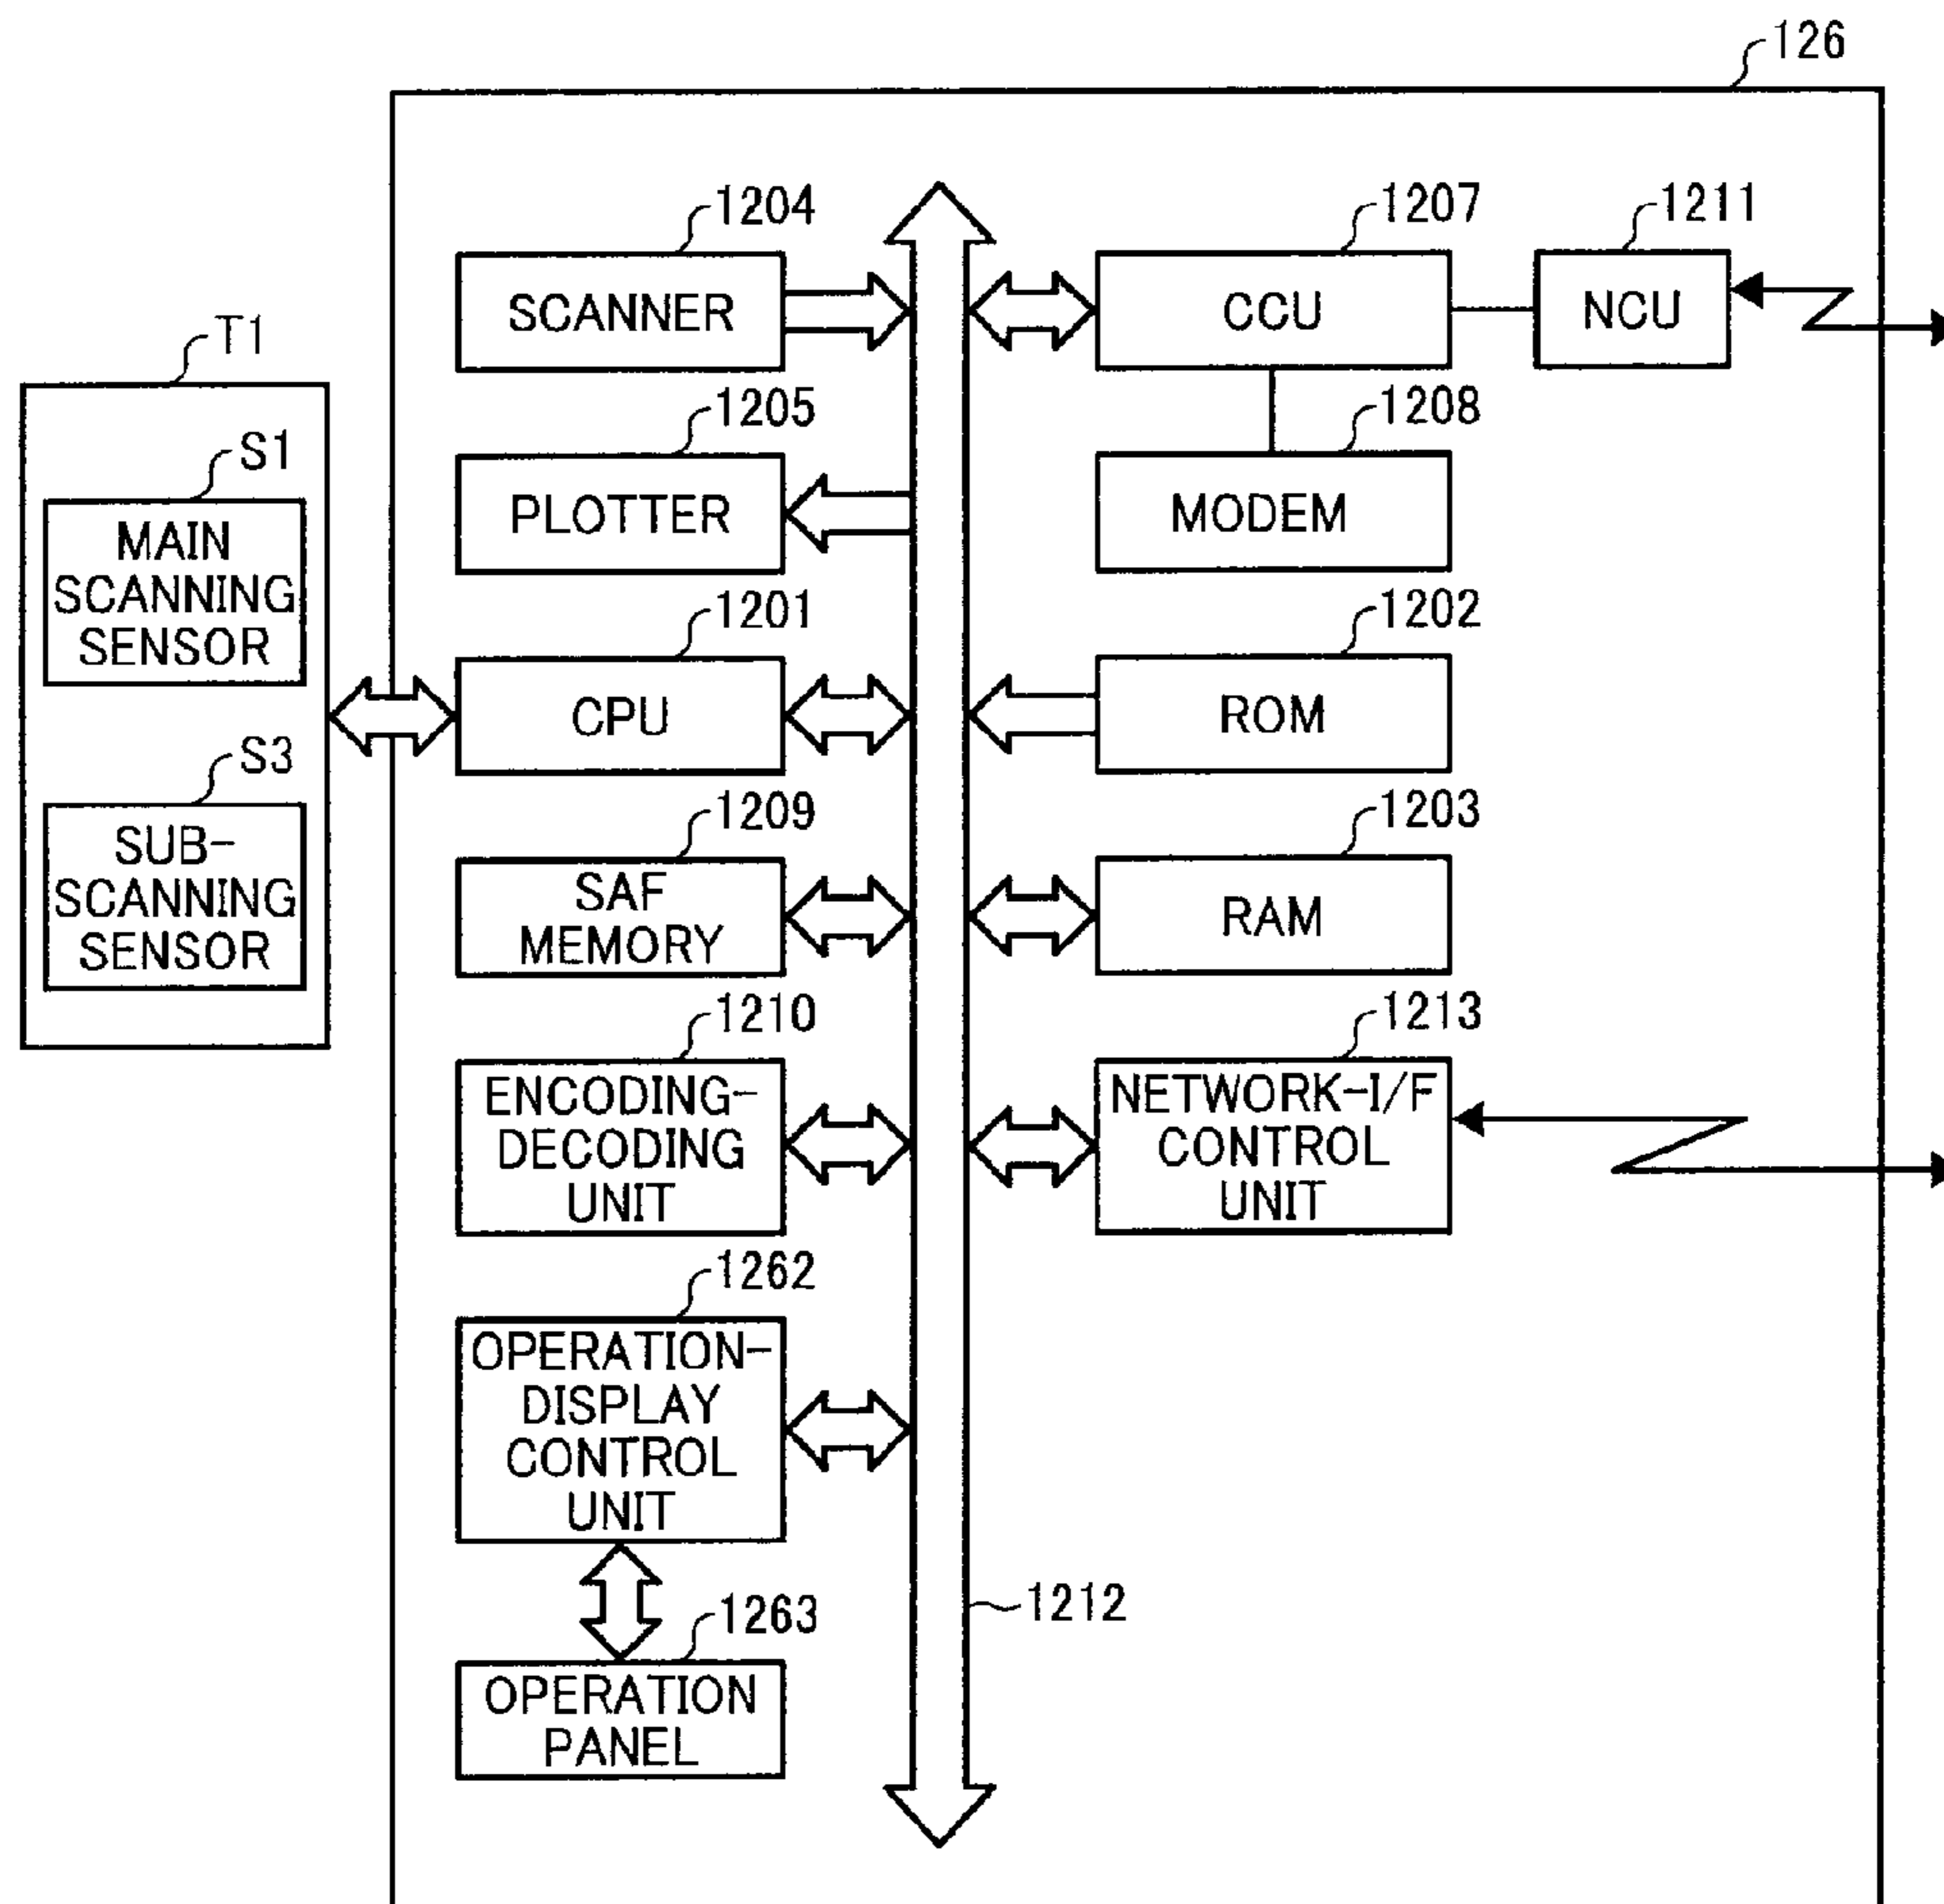 126
1204
SCANNER
1207
CCU
1211
NCU
T1
1205
PLOTTER
1208
MODEM
S1
MAIN
SCANNING
SENSOR
1201
CPU
1202
ROM
S3
SUB-
SCANNING
SENSOR
1209
SAF
MEMORY
1203
RAM
1210
ENCODING-
DECODING
UNIT
1213
NETWORK-I/F
CONTROL
UNIT
1262
OPERATION-
DISPLAY
CONTROL
UNIT
1263
OPERATION
PANEL
1212